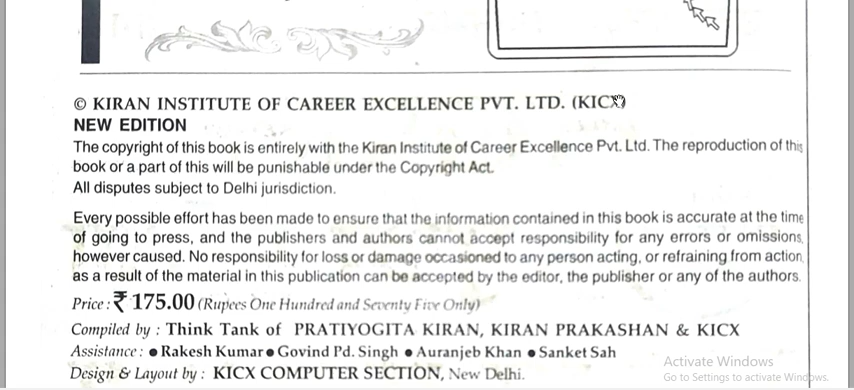 © KIRAN INSTITUTE OF CAREER EXCELLENCE PVT. LTD. (KICX)
NEW EDITION
The copyright of this book is entirely with the Kiran Institute of Career Excellence Pvt. Ltd. The reproduction of this
book or a part of this will be punishable under the Copyright Act.
All disputes subject to Delhi jurisdiction.
Every possible effort has been made to ensure that the information contained in this book is accurate at the time
of going to press, and the publishers and authors cannot accept responsibility for any errors or omissions,
however caused. No responsibility for loss or damage occasioned to any person acting, or refraining from action,
as a result of the material in this publication can be accepted by the editor, the publisher or any of the authors.
Price : ₹ 175.00 (Rupees One Hundred and Seventy Five Only)
Compiled by : Think Tank of PRATIYOGITA KIRAN, KIRAN PRAKASHAN & KICX
Assistance : ● Rakesh Kumar ● Govind Pd. Singh ● Auranjeb Khan ● Sanket Sah
Design & Layout by : KICX COMPUTER SECTION, New Delhi.
Activate Windows
Go to Settings to activate Windows.